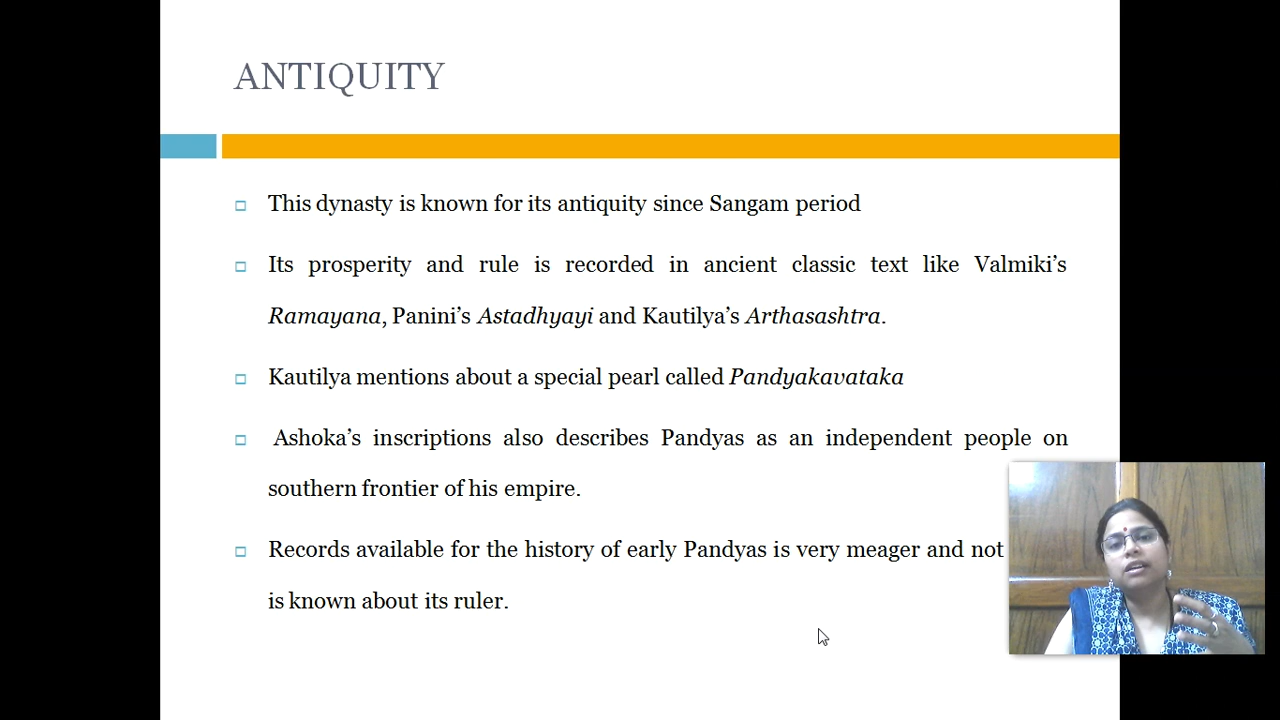 ANTIQUITY
This dynasty is known for its antiquity since Sangam period
Its prosperity and rule is recorded in ancient classic text like Valmiki's
Ramayana, Panini's Astadhyayi and Kautilya's Arthasashtra.
Kautilya mentions about a special pearl called Pandyakavataka
Ashoka's inscriptions also describes Pandyas as an independent people on
southern frontier of his empire.
Records available for the history of early Pandyas is very meager and not
is known about its ruler.